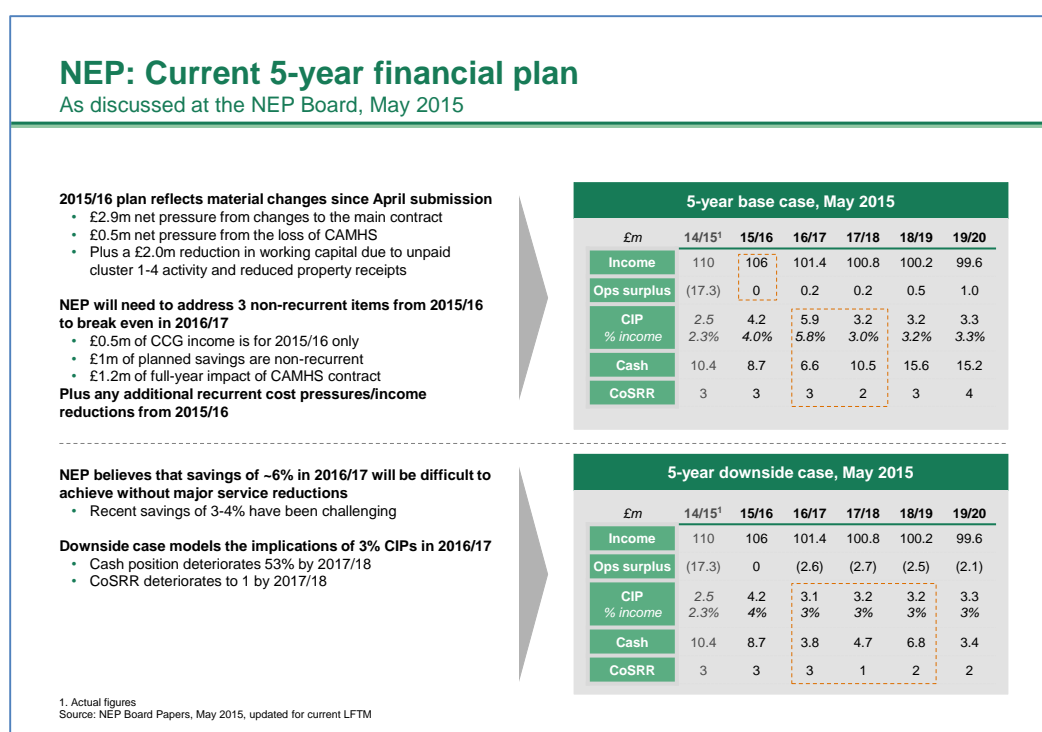 NEP: Current 5-year financial plan
As discussed at the NEP Board, May 2015
2015/16 plan reflects material changes since April submission
• £2.9m net pressure from changes to the main contract
• £0.5m net pressure from the loss of CAMHS
• Plus a £2.0m reduction in working capital due to unpaid
cluster 1-4 activity and reduced property receipts
NEP will need to address 3 non-recurrent items from 2015/16
to break even in 2016/17
• £0.5m of CCG income is for 2015/16 only
• £1m of planned savings are non-recurrent
• £1.2m of full-year impact of CAMHS contract
Plus any additional recurrent cost pressures/income
reductions from 2015/16
5-year base case, May 2015
£m 14/15¹ 15/16 16/17 17/18 18/19 19/20
Income 110 106 101.4 100.8 100.2 99.6
Ops surplus (17.3) 0 0.2 0.2 0.5 1.0
CIP 2.5 4.2 5.9 3.2 3.2 3.3
% income 2.3% 4.0% 5.8% 3.0% 3.2% 3.3%
Cash 10.4 8.7 6.6 10.5 15.6 15.2
CoSRR 3 3 3 2 3 4
NEP believes that savings of ~6% in 2016/17 will be difficult to
achieve without major service reductions
• Recent savings of 3-4% have been challenging
Downside case models the implications of 3% CIPs in 2016/17
• Cash position deteriorates 53% by 2017/18
• CoSRR deteriorates to 1 by 2017/18
5-year downside case, May 2015
£m 14/15¹ 15/16 16/17 17/18 18/19 19/20
Income 110 106 101.4 100.8 100.2 99.6
Ops surplus (17.3) 0 (2.6) (2.7) (2.5) (2.1)
CIP 2.5 4.2 3.1 3.2 3.2 3.3
% income 2.3% 4% 3% 3% 3% 3%
Cash 10.4 8.7 3.8 4.7 6.8 3.4
CoSRR 3 3 3 1 2 2
1. Actual figures
Source: NEP Board Papers, May 2015, updated for current LFTM